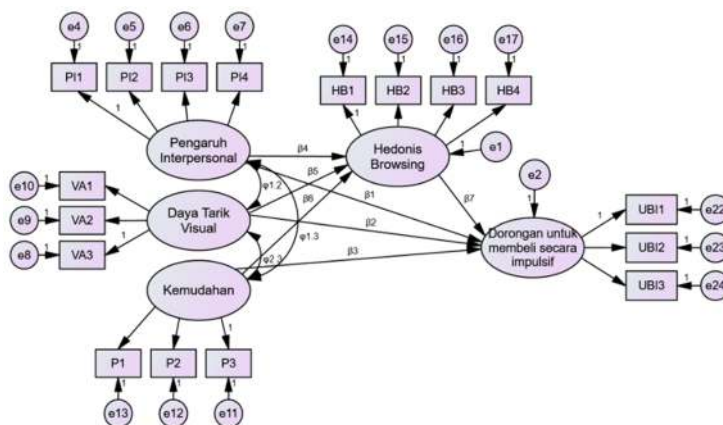 e4 e5 e6 e7
1 1 1 1
PI1 PI2 PI3 PI4
1
e14 e15 e16 e17
1 1 1 1
HB1 HB2 HB3 HB4
1
Pengaruh
Interpersonal
Hedonis
Browsing
1 e1
β4
β5
β6
φ1.2
β1
β2
φ1.3
φ2.3
β3
β7
e10 1 VA1
e9 1 VA2
e8 1 VA3
1
Daya Tarik
Visual
Kemudahan
e2
1
Dorongan untuk
membeli secara
impulsif
1 UBI1 1 e22
UBI2 1 e23
UBI3 1 e24
1
P1 P2 P3
1 1 1
e13 e12 e11